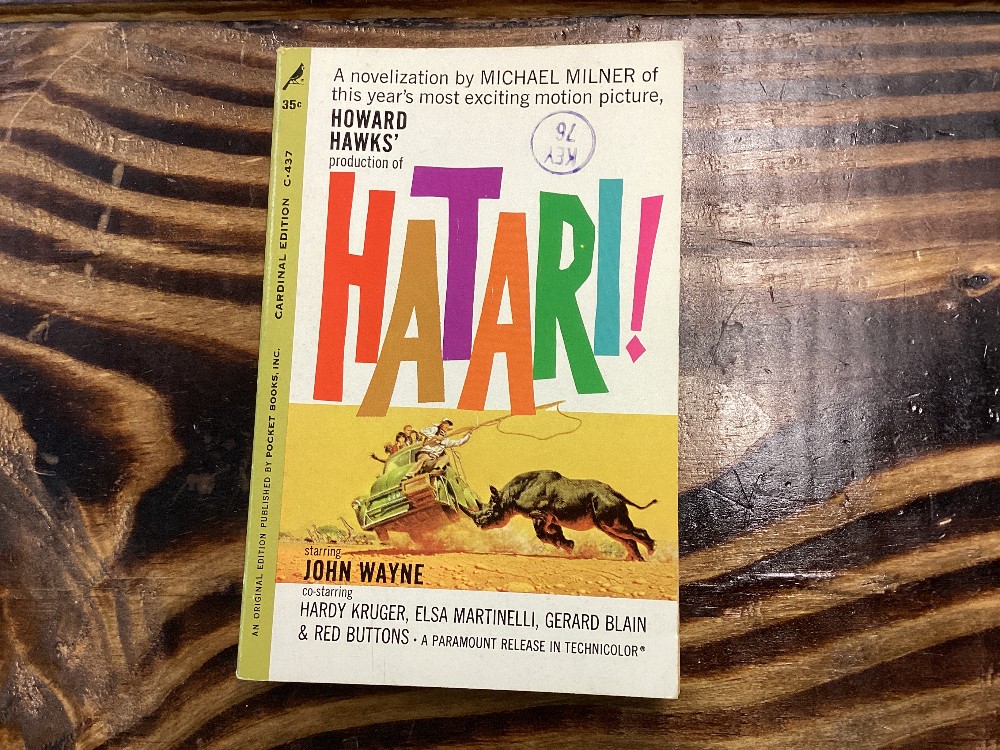 35c
CARDINAL EDITION C·437
AN ORIGINAL EDITION PUBLISHED BY POCKET BOOKS, INC.
A novelization by MICHAEL MILNER of
this year's most exciting motion picture,
HOWARD
HAWKS'
production of
KEY
76
HATARI!
starring
JOHN WAYNE
co-starring
HARDY KRUGER, ELSA MARTINELLI, GERARD BLAIN
& RED BUTTONS · A PARAMOUNT RELEASE IN TECHNICOLOR®